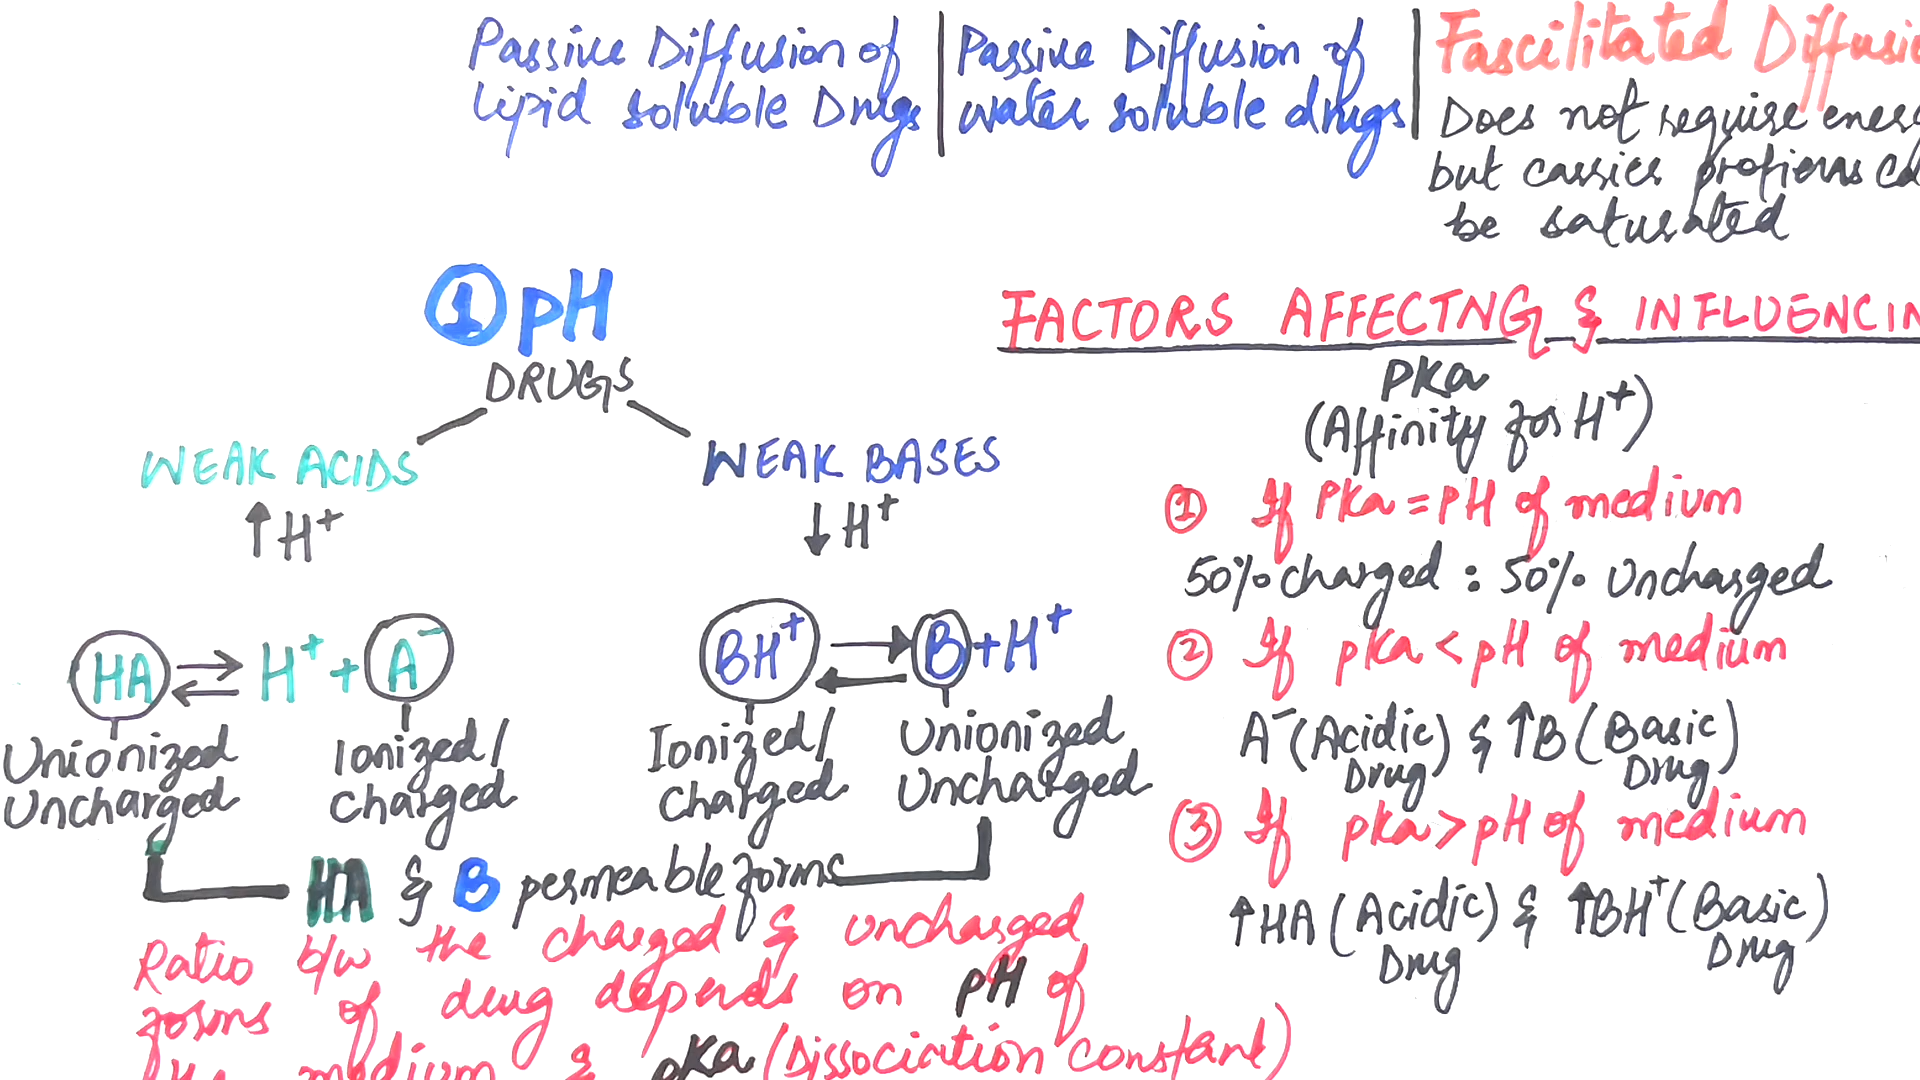 Passive Diffusion of
Lipid soluble Drugs
Passive Diffusion of
water soluble drugs
Fascilitated Diffusi
Does not require ener
but carries
be saturated
① pH
DRUGS
WEAK ACIDS
↑H⁺
WEAK BASES
↓H⁺
HA ⇌ H⁺ + A⁻
Unionized
Uncharged
Ionized/
Charged
BH⁺ ⇌ B + H⁺
Ionized/
Charged
Unionized
Uncharged
HA & B permeable forms
Ratio b/w the charged & uncharged
forms of drug depends on pH of
medium & pKa (Dissociation constant)
FACTORS AFFECTNG & INFLUENCIN
PKa
(Affinity for H⁺)
① If PKa = pH of medium
50% charged : 50% Uncharged
② If pKa < pH of medium
A⁻ (Acidic Drug) & ↑B (Basic Drug)
③ If pKa > pH of medium
↑HA (Acidic Drug) & ↑BH⁺ (Basic Drug)